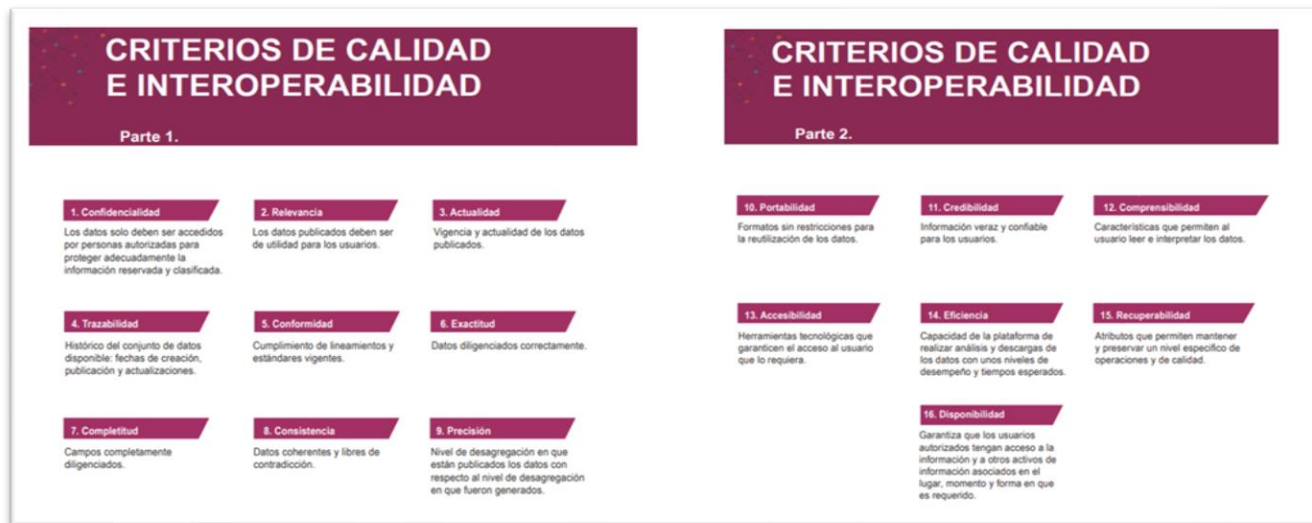 CRITERIOS DE CALIDAD
E INTEROPERABILIDAD
Parte 1.
1. Confidencialidad
Los datos solo deben ser accedidos
por personas autorizadas para
proteger adecuadamente la
información reservada y clasificada.
2. Relevancia
Los datos publicados deben ser
de utilidad para los usuarios.
3. Actualidad
Vigencia y actualidad de los datos
publicados.
4. Trazabilidad
Histórico del conjunto de datos
disponible: fechas de creación,
publicación y actualizaciones.
5. Conformidad
Cumplimiento de lineamientos y
estándares vigentes.
6. Exactitud
Datos diligenciados correctamente.
7. Completitud
Campos completamente
diligenciados.
8. Consistencia
Datos coherentes y libres de
contradicción.
9. Precisión
Nivel de desagregación en que
están publicados los datos con
respecto al nivel de desagregación
en que fueron generados.
CRITERIOS DE CALIDAD
E INTEROPERABILIDAD
Parte 2.
10. Portabilidad
Formatos sin restricciones para
la reutilización de los datos.
11. Credibilidad
Información veraz y confiable
para los usuarios.
12. Comprensibilidad
Características que permiten al
usuario leer e interpretar los datos.
13. Accesibilidad
Herramientas tecnológicas que
garanticen el acceso al usuario
que lo requiera.
14. Eficiencia
Capacidad de la plataforma de
realizar análisis y descargas de
los datos con unos niveles de
desempeño y tiempos esperados.
15. Recuperabilidad
Atributos que permiten mantener
y preservar un nivel especifico de
operaciones y de calidad.
16. Disponibilidad
Garantiza que los usuarios
autorizados tengan acceso a la
información y a otros activos de
información asociados en el
lugar, momento y forma en que
es requerido.